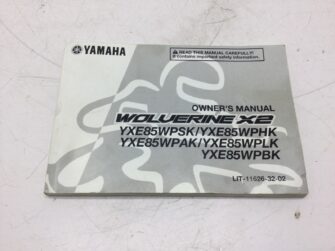 YAMAHA
READ THIS MANUAL CAREFULLY!
It contains important safety information.
OWNER'S MANUAL
WOLVERINE X2
YXE85WPSK/YXE85WPHK
YXE85WPAK/YXE85WPLK
YXE85WPBK
LIT-11626-32-02